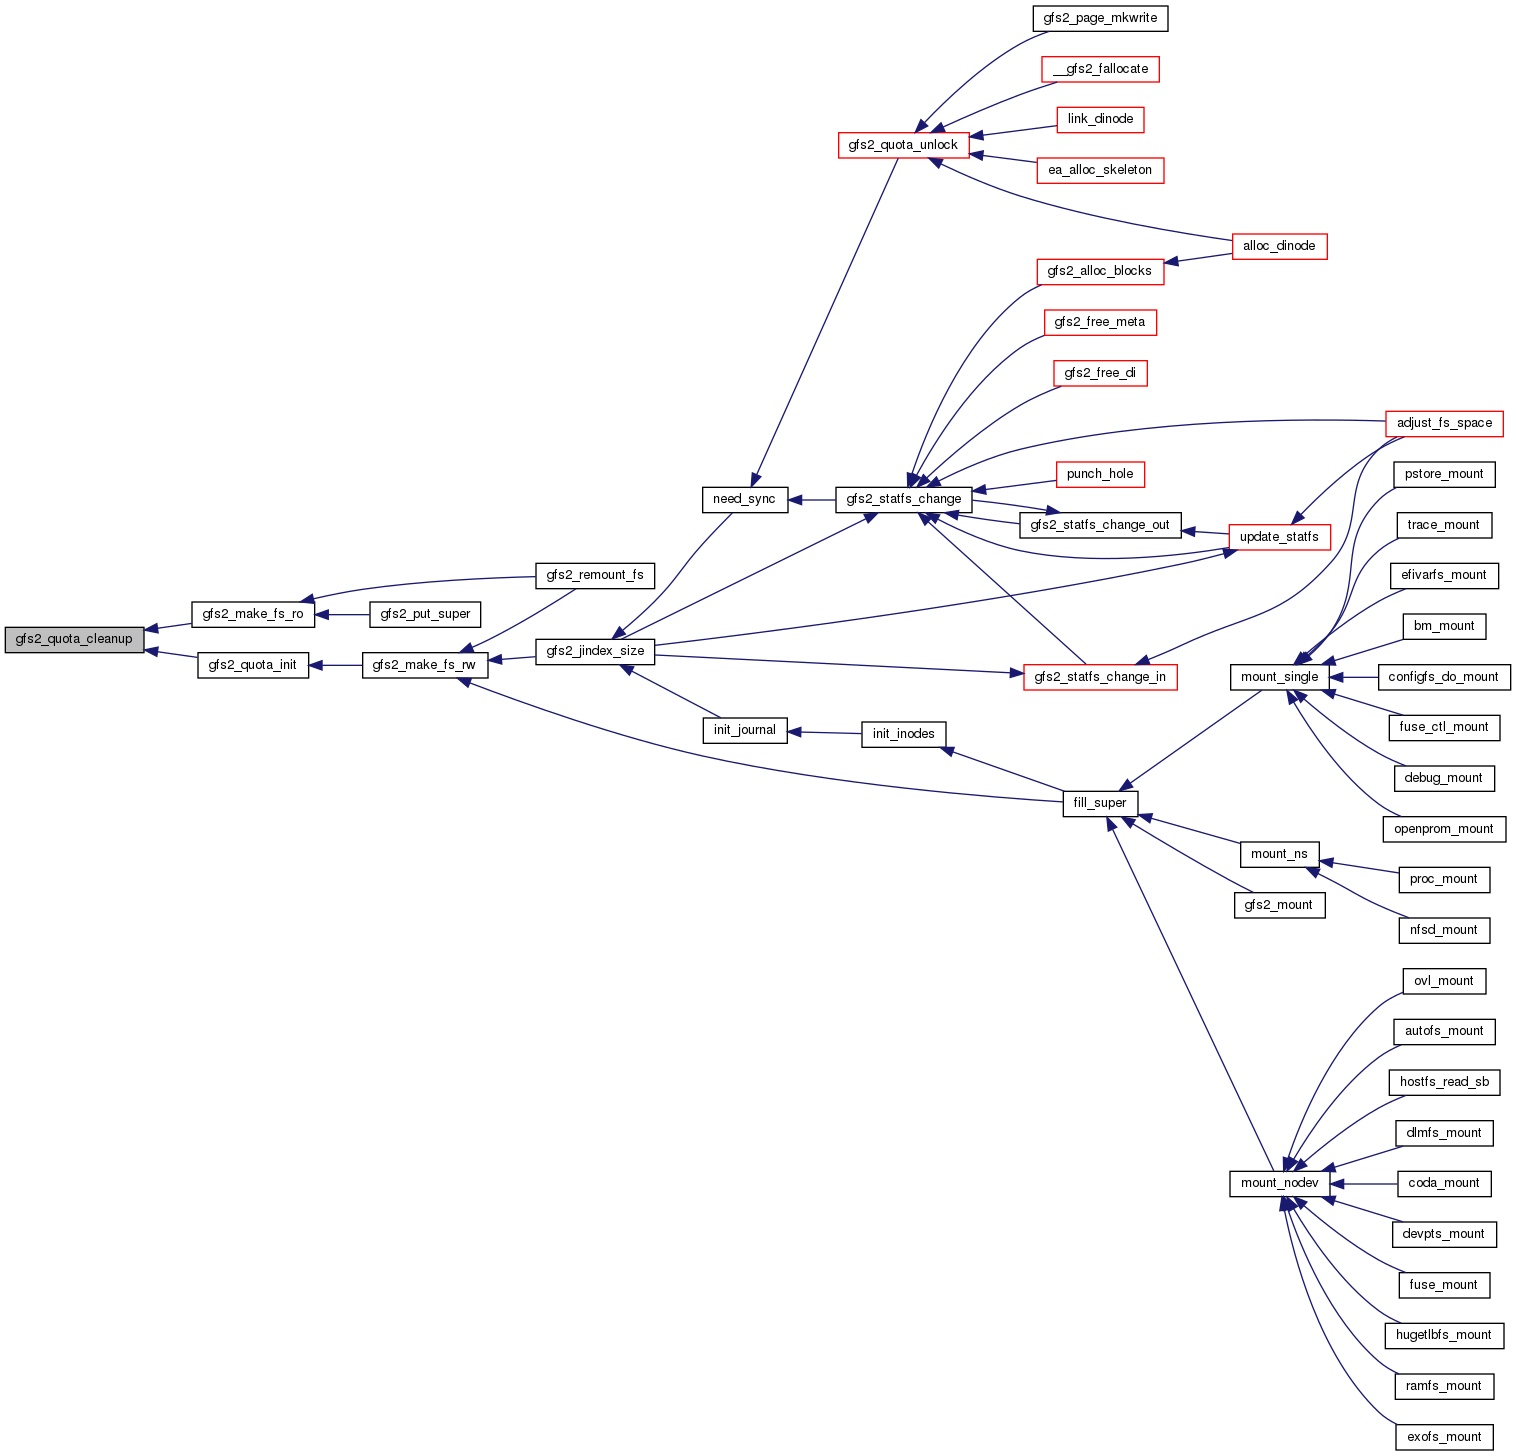 gfs2_page_mkwrite
__gfs2_fallocate
link_dinode
gfs2_quota_unlock
ea_alloc_skeleton
alloc_dinode
gfs2_alloc_blocks
gfs2_free_meta
gfs2_free_di
adjust_fs_space
punch_hole
pstore_mount
need_sync
gfs2_statfs_change
gfs2_statfs_change_out
trace_mount
update_statfs
gfs2_remount_fs
efivarfs_mount
gfs2_make_fs_ro
gfs2_put_super
bm_mount
gfs2_quota_cleanup
gfs2_jindex_size
gfs2_quota_init
gfs2_make_fs_rw
gfs2_statfs_change_in
mount_single
configfs_do_mount
init_journal
init_inodes
fuse_ctl_mount
debug_mount
fill_super
openprom_mount
mount_ns
proc_mount
gfs2_mount
nfsd_mount
ovl_mount
autofs_mount
hostfs_read_sb
dlmfs_mount
mount_nodev
coda_mount
devpts_mount
fuse_mount
hugetlbfs_mount
ramfs_mount
exofs_mount